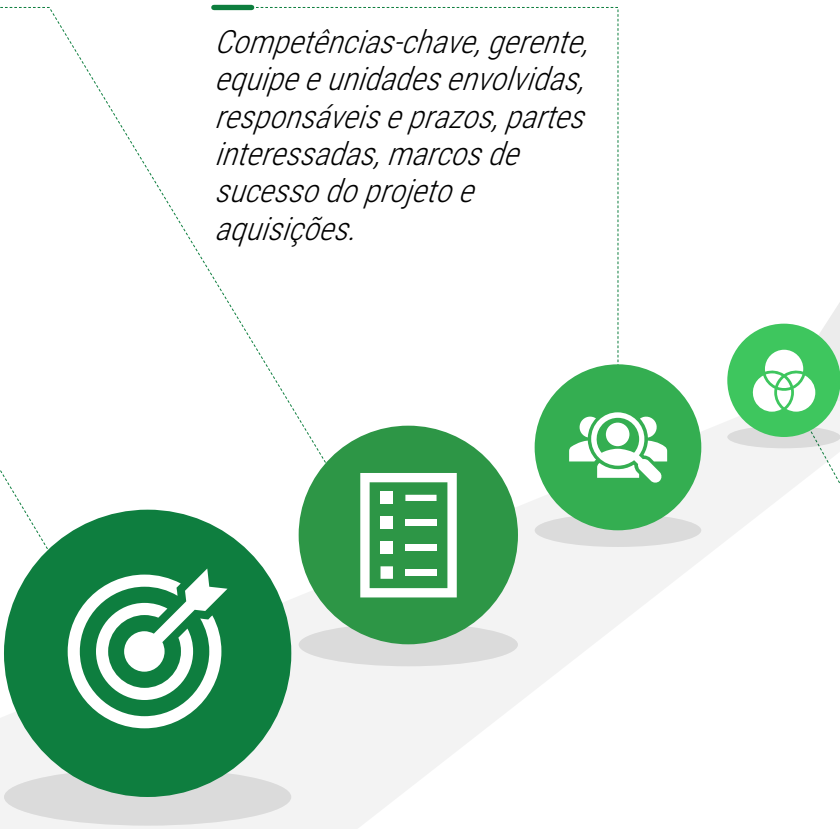 Competências-chave, gerente,
equipe e unidades envolvidas,
responsáveis e prazos, partes
interessadas, marcos de
sucesso do projeto e
aquisições.